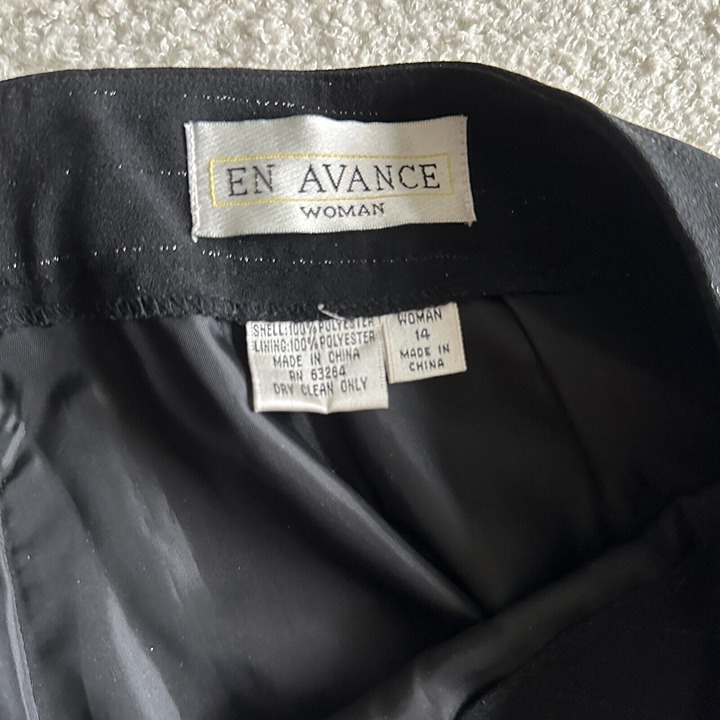 EN AVANCE
WOMAN
SHELL:100% POLYESTER
LINING:100% POLYESTER
MADE IN CHINA
RN 63264
DRY CLEAN ONLY
WOMAN
14
MADE IN
CHINA